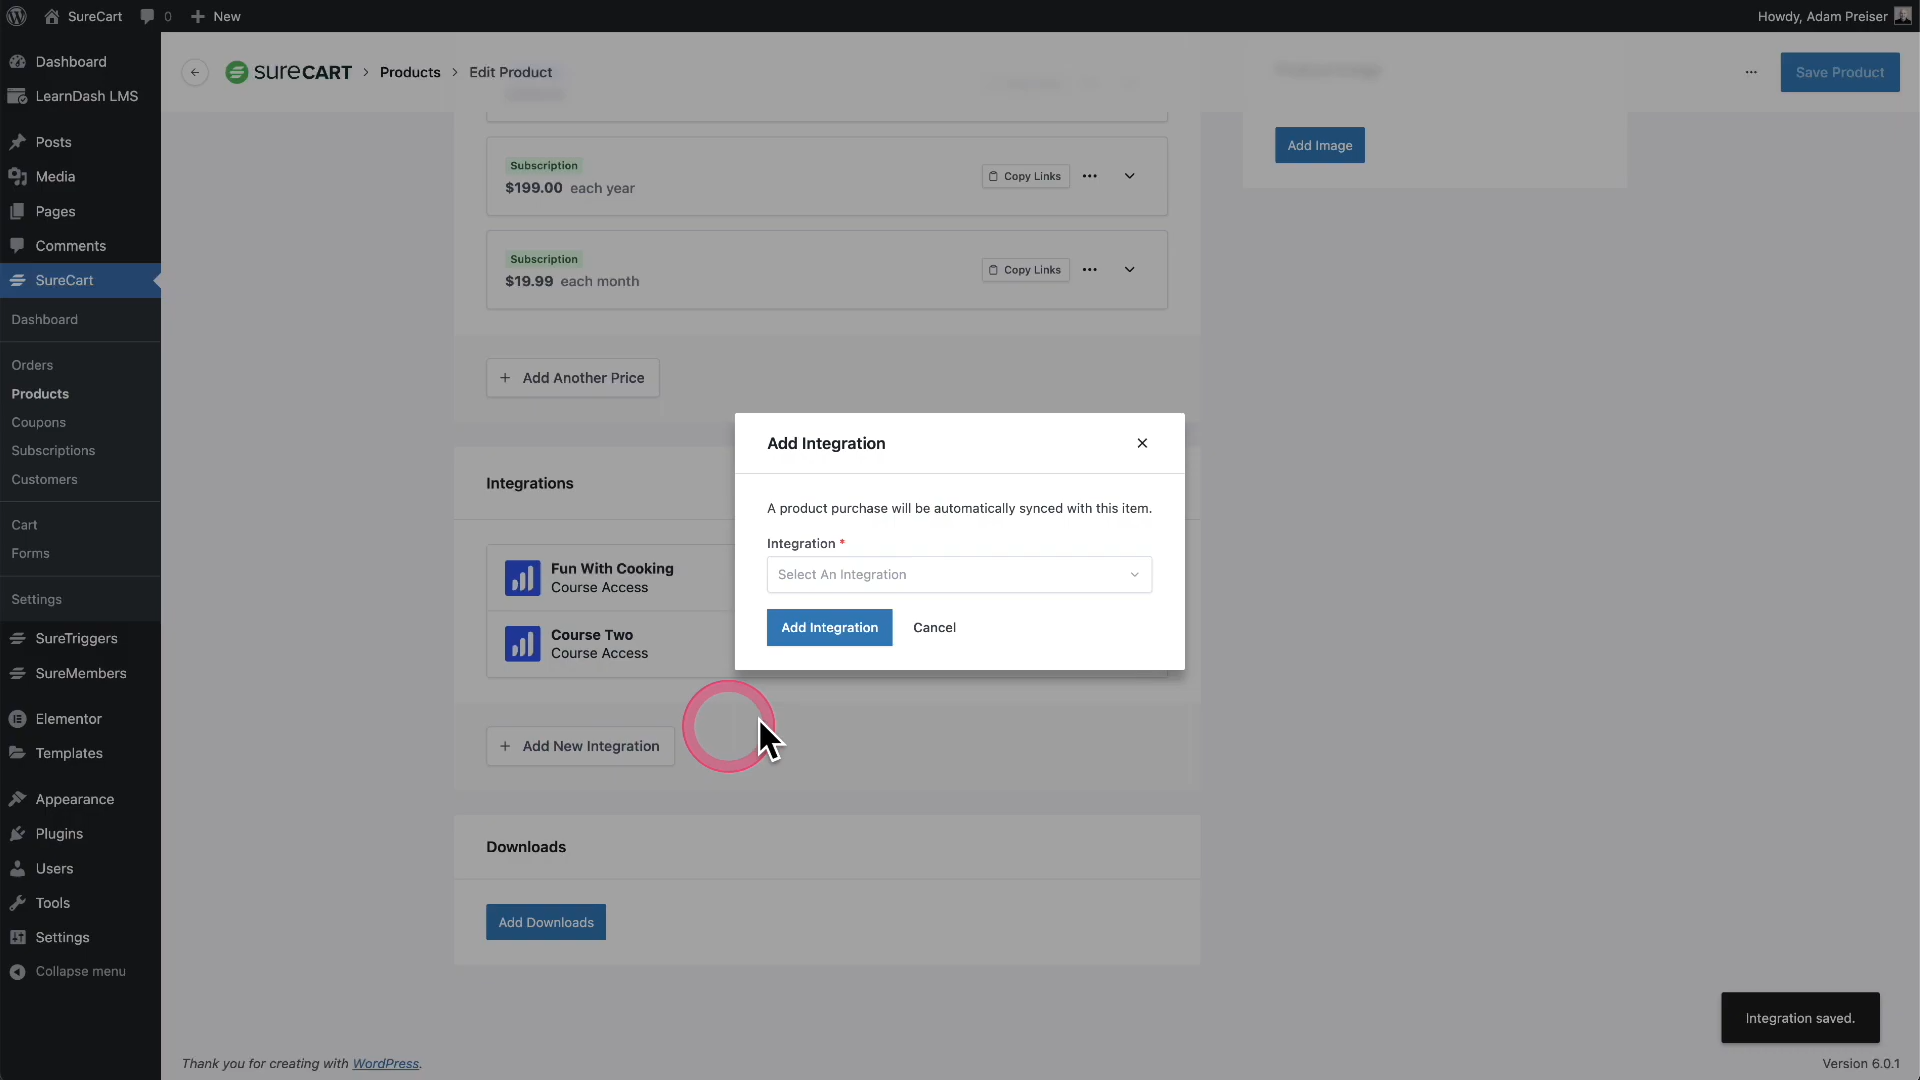 SureCart
0
New
Howdy, Adam Preiser
Dashboard
LearnDash LMS
Posts
Media
Pages
Comments
SureCart
Dashboard
Orders
Products
Coupons
Subscriptions
Customers
Cart
Forms
Settings
SureTriggers
SureMembers
Elementor
Templates
Appearance
Plugins
Users
Tools
Settings
Collapse menu
SURECART > Products > Edit Product
Save Product
Add Image
Subscription
$199.00 each year
Copy Links
Subscription
$19.99 each month
Copy Links
+ Add Another Price
Integrations
Fun With Cooking
Course Access
Course Two
Course Access
+ Add New Integration
Add Integration
A product purchase will be automatically synced with this item.
Integration *
Select An Integration
Add Integration
Cancel
Downloads
Add Downloads
Integration saved.
Thank you for creating with WordPress.
Version 6.0.1